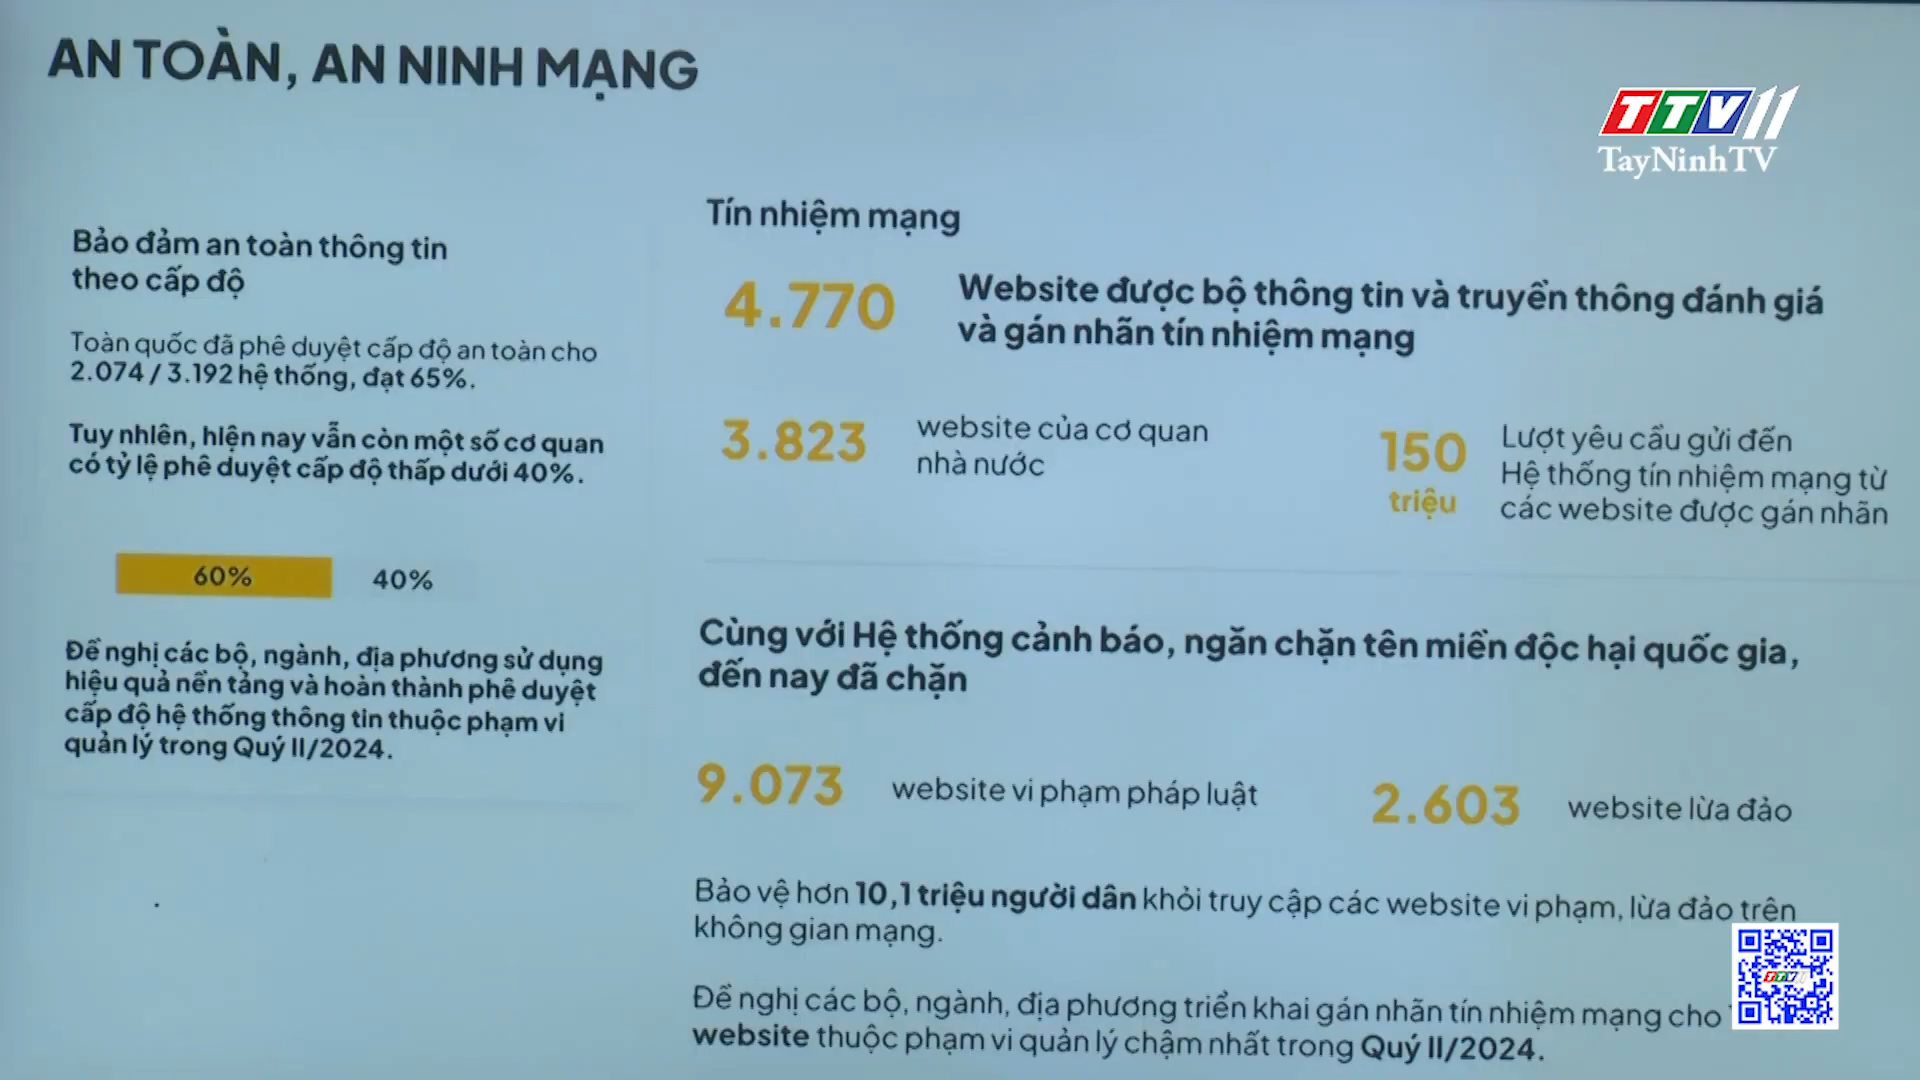 AN TOÀN, AN NINH MẠNG
TTV11
TayNinhTV
Bảo đảm an toàn thông tin
theo cấp độ
Toàn quốc đã phê duyệt cấp độ an toàn cho
2.074 / 3.192 hệ thống, đạt 65%.
Tuy nhiên, hiện nay vẫn còn một số cơ quan
có tỷ lệ phê duyệt cấp độ thấp dưới 40%.
60% 40%
Đề nghị các bộ, ngành, địa phương sử dụng
hiệu quả nền tảng và hoàn thành phê duyệt
cấp độ hệ thống thông tin thuộc phạm vi
quản lý trong Quý II/2024.
Tín nhiệm mạng
4.770
Website được bộ thông tin và truyền thông đánh giá
và gán nhãn tín nhiệm mạng
3.823
website của cơ quan
nhà nước
150
triệu
Lượt yêu cầu gửi đến
Hệ thống tín nhiệm mạng từ
các website được gán nhãn
Cùng với Hệ thống cảnh báo, ngăn chặn tên miền độc hại quốc gia,
đến nay đã chặn
9.073 website vi phạm pháp luật
2.603 website lừa đảo
Bảo vệ hơn 10,1 triệu người dân khỏi truy cập các website vi phạm, lừa đảo trên
không gian mạng.
Đề nghị các bộ, ngành, địa phương triển khai gán nhãn tín nhiệm mạng cho
website thuộc phạm vi quản lý chậm nhất trong Quý II/2024.
TTV11